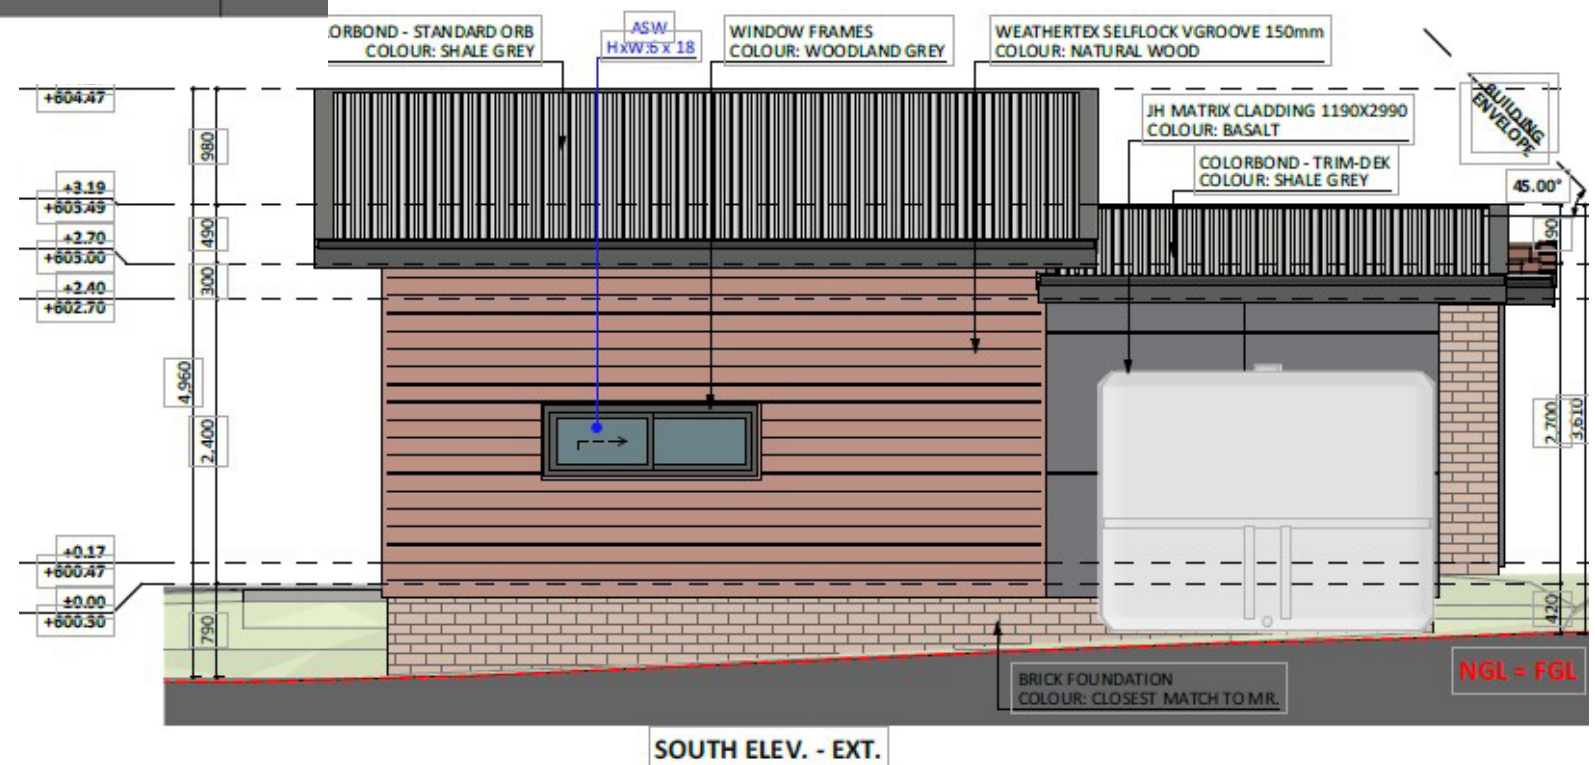 ORBOND - STANDARD ORB
COLOUR: SHALE GREY
ASW
HxW:6 x 18
WINDOW FRAMES
COLOUR: WOODLAND GREY
WEATHERTEX SELFLOCK VGROOVE 150mm
COLOUR: NATURAL WOOD
BUILDING
ENVELOPE
JH MATRIX CLADDING 1190X2990
COLOUR: BASALT
COLORBOND - TRIM-DEK
COLOUR: SHALE GREY
45.00°
+604.47
980
+3.19
+603.49
490
+2.70
+603.00
300
+2.40
+602.70
4,960
2,400
+0.17
+600.47
±0.00
+600.30
790
2,700
3,610
420
BRICK FOUNDATION
COLOUR: CLOSEST MATCH TO MR.
NGL = FGL
SOUTH ELEV. - EXT.